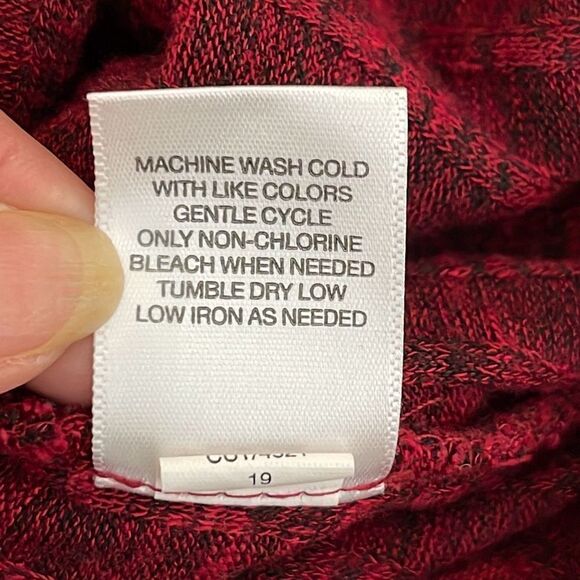 MACHINE WASH COLD
WITH LIKE COLORS
GENTLE CYCLE
ONLY NON-CHLORINE
BLEACH WHEN NEEDED
TUMBLE DRY LOW
LOW IRON AS NEEDED
19